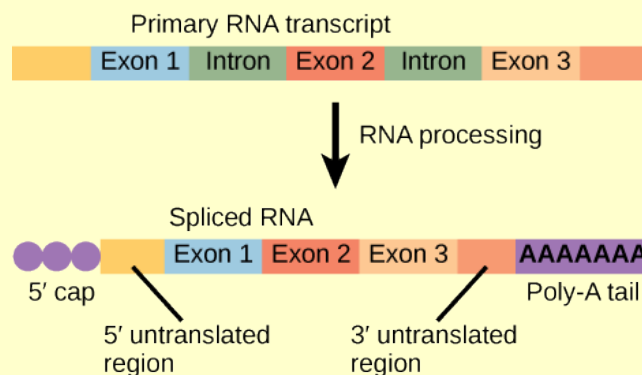 Primary RNA transcript
Exon 1 Intron Exon 2 Intron Exon 3
RNA processing
Spliced RNA
Exon 1 Exon 2 Exon 3 AAAAAAA
5′ cap Poly-A tail
5′ untranslated region
3′ untranslated region